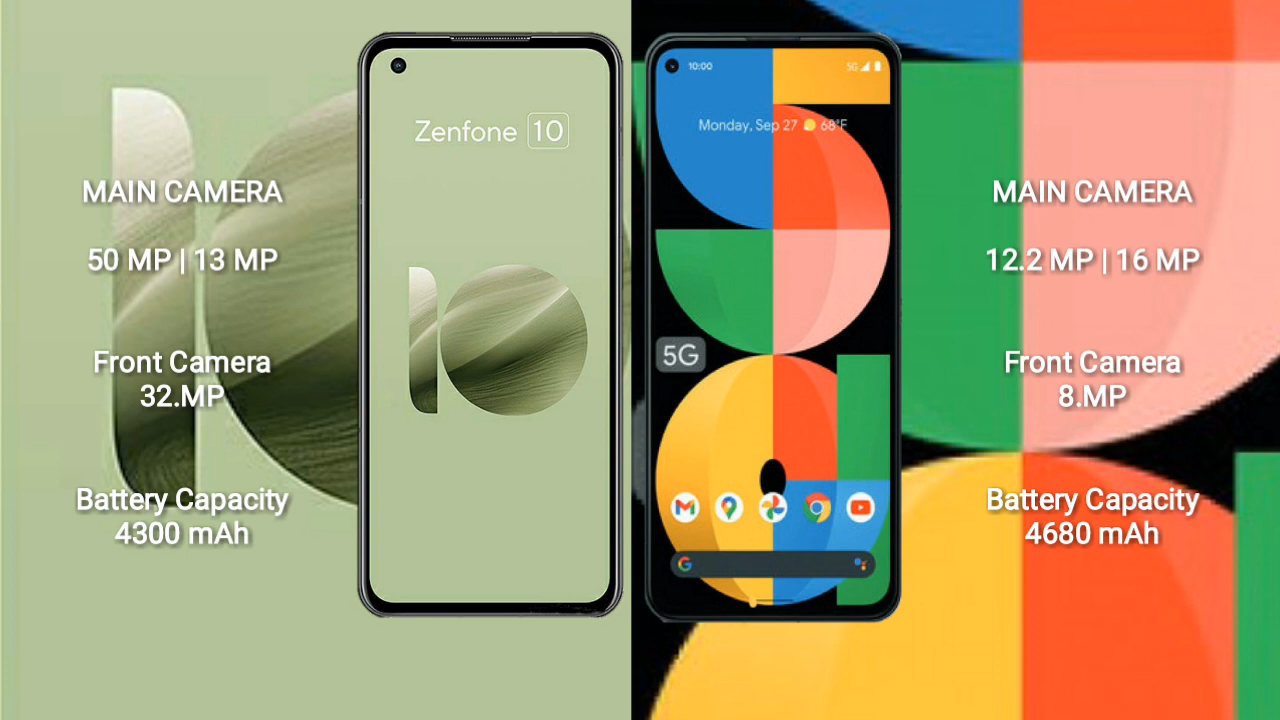 MAIN CAMERA
50 MP | 13 MP
Front Camera
32.MP
Battery Capacity
4300 mAh
Zenfone 10
10
10:00
5G
Monday, Sep 27 68°F
5G
MAIN CAMERA
12.2 MP | 16 MP
Front Camera
8.MP
Battery Capacity
4680 mAh